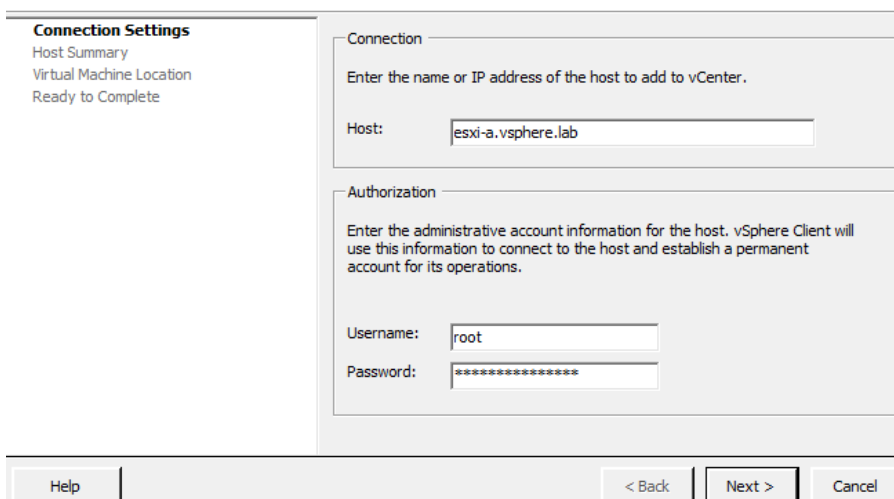 Connection Settings
Host Summary
Virtual Machine Location
Ready to Complete
Connection
Enter the name or IP address of the host to add to vCenter.
Host:
esxi-a.vsphere.lab
Authorization
Enter the administrative account information for the host. vSphere Client will
use this information to connect to the host and establish a permanent
account for its operations.
Username:
root
Password:
***************
Help
< Back
Next >
Cancel